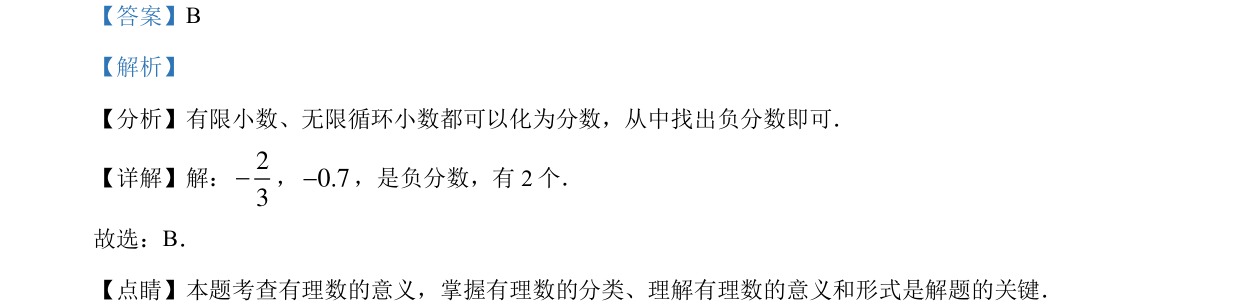 【答案】B
【解析】
【分析】有限小数、无限循环小数都可以化为分数，从中找出负分数即可．
【详解】解：$-\frac{2}{3}$，−0.7，是负分数，有 2 个．
故选：B．
【点睛】本题考查有理数的意义，掌握有理数的分类、理解有理数的意义和形式是解题的关键．